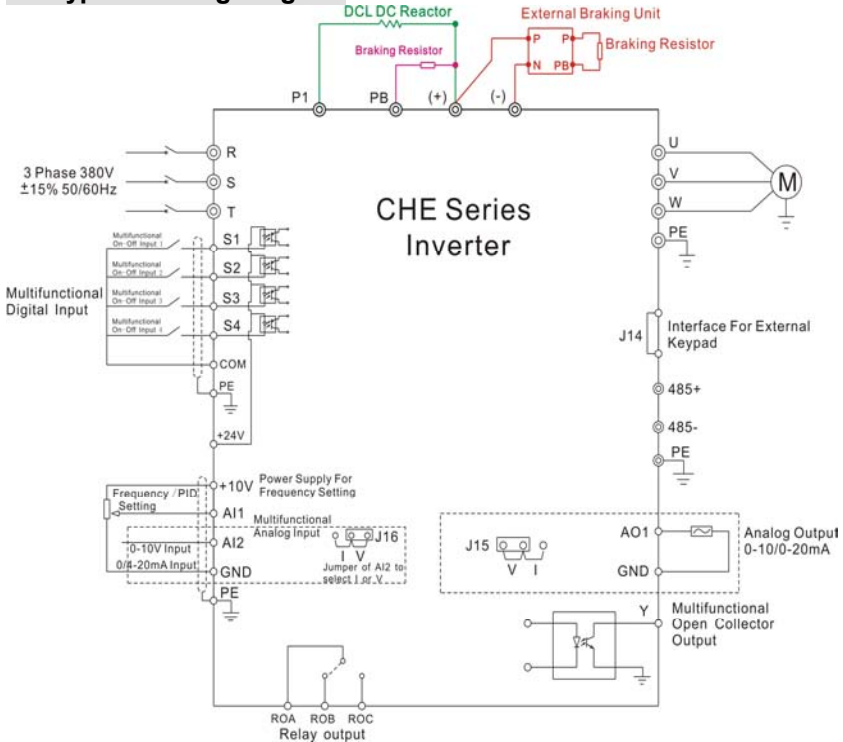 DCL DC Reactor
External Braking Unit
Braking Resistor
P P
N PB
Braking Resistor
P1 PB (+) (-)
3 Phase 380V
±15% 50/60Hz
R
S
T
CHE Series
Inverter
U
V
W
PE
M
Multifunctional
Digital Input
Multifunctional
On-Off Input 1
S1
Multifunctional
On-Off Input 2
S2
Multifunctional
On-Off Input 3
S3
Multifunctional
On-Off Input 4
S4
COM
PE
+24V
J14
Interface For External
Keypad
485+
485-
PE
+10V
Power Supply For
Frequency Setting
Frequency/PID
Setting
AI1
Multifunctional
Analog Input
AI2
0-10V Input
0/4-20mA Input
GND
PE
J16
I V
Jumper of AI2 to
select I or V
J15
V I
AO1
GND
Analog Output
0-10/0-20mA
Y
Multifunctional
Open Collector
Output
ROA ROB ROC
Relay output